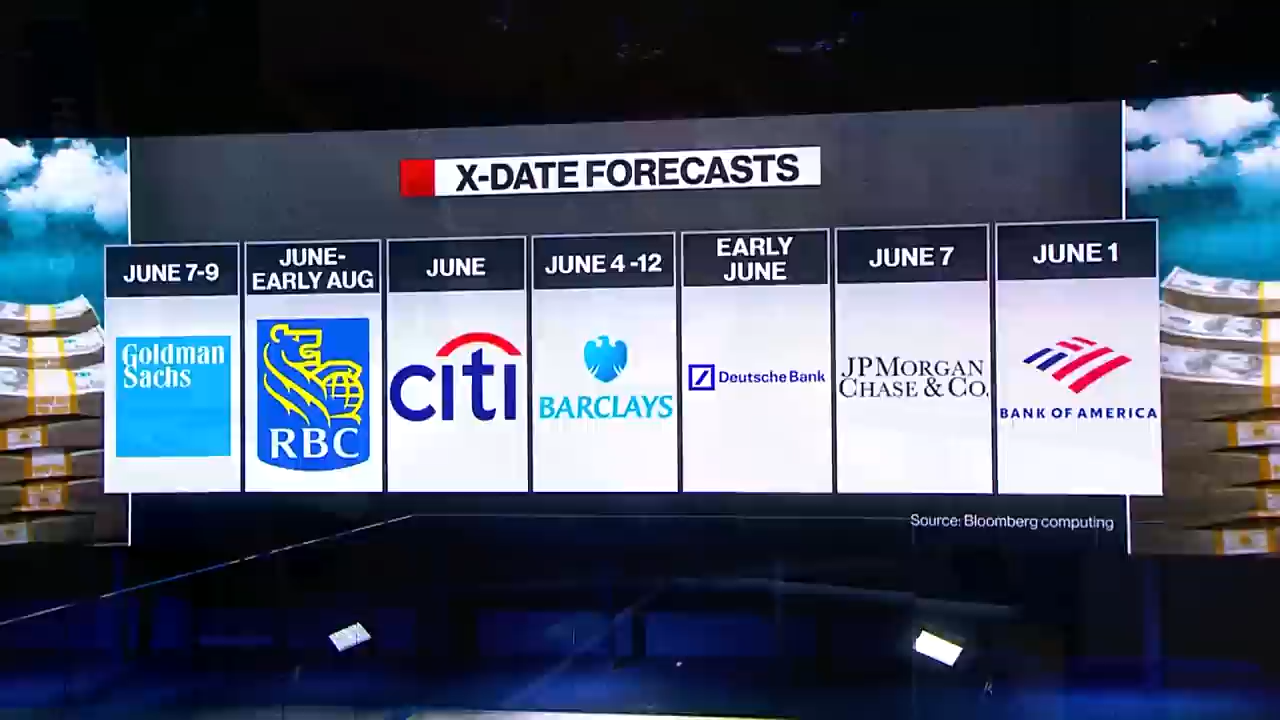 X-DATE FORECASTS
JUNE 7-9
JUNE-
EARLY AUG
JUNE
JUNE 4 -12
EARLY
JUNE
JUNE 7
JUNE 1
Goldman
Sachs
RBC
citi
BARCLAYS
Deutsche Bank
JPMORGAN
CHASE & CO.
BANK OF AMERICA
Source: Bloomberg computing